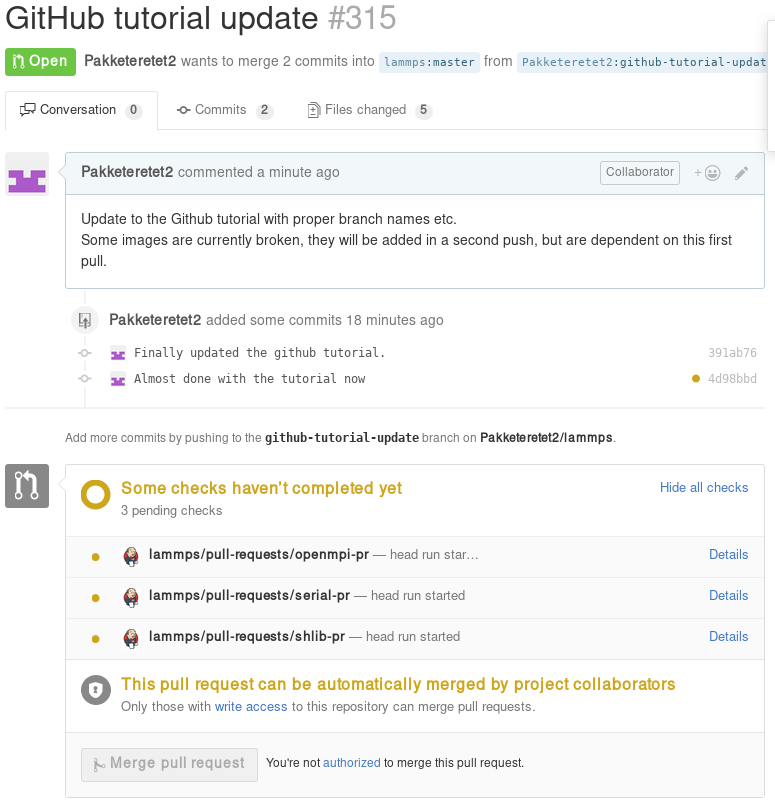 GitHub tutorial update #315
Open Pakketeretet2 wants to merge 2 commits into lammps:master from Pakketeretet2:github-tutorial-updat
Conversation 0 Commits 2 Files changed 5
Pakketeretet2 commented a minute ago Collaborator +
Update to the Github tutorial with proper branch names etc.
Some images are currently broken, they will be added in a second push, but are dependent on this first
pull.
Pakketeretet2 added some commits 18 minutes ago
Finally updated the github tutorial. 391ab76
Almost done with the tutorial now 4d98bbd
Add more commits by pushing to the github-tutorial-update branch on Pakketeretet2/lammps.
Some checks haven't completed yet Hide all checks
3 pending checks
lammps/pull-requests/openmpi-pr — head run star… Details
lammps/pull-requests/serial-pr — head run started Details
lammps/pull-requests/shlib-pr — head run started Details
This pull request can be automatically merged by project collaborators
Only those with write access to this repository can merge pull requests.
Merge pull request You're not authorized to merge this pull request.